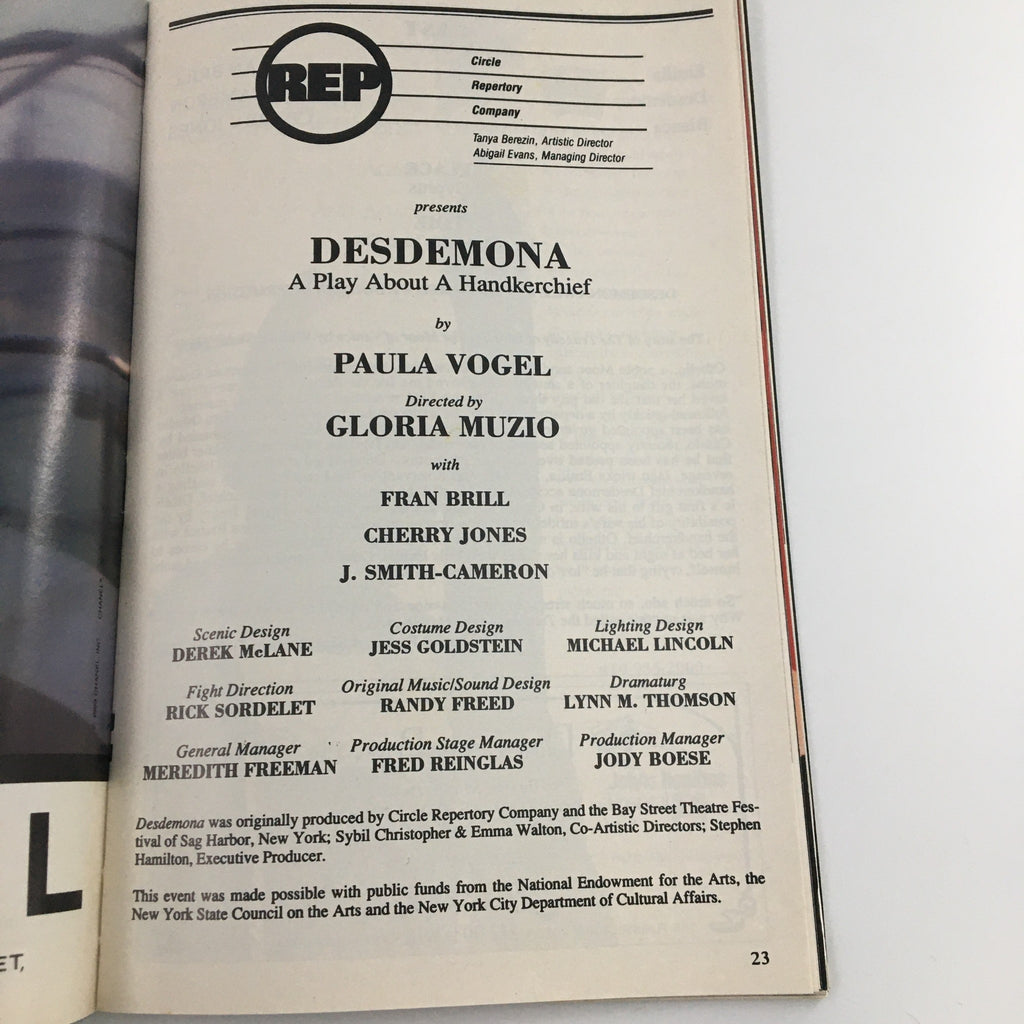 REP
Circle
Repertory
Company
Tanya Berezin, Artistic Director
Abigail Evans, Managing Director
presents
DESDEMONA
A Play About A Handkerchief
by
PAULA VOGEL
Directed by
GLORIA MUZIO
with
FRAN BRILL
CHERRY JONES
J. SMITH-CAMERON
Scenic Design Costume Design Lighting Design
DEREK McLANE JESS GOLDSTEIN MICHAEL LINCOLN
Fight Direction Original Music/Sound Design Dramaturg
RICK SORDELET RANDY FREED LYNN M. THOMSON
General Manager Production Stage Manager Production Manager
MEREDITH FREEMAN FRED REINGLAS JODY BOESE
Desdemona was originally produced by Circle Repertory Company and the Bay Street Theatre Fes-
tival of Sag Harbor, New York; Sybil Christopher & Emma Walton, Co-Artistic Directors; Stephen
Hamilton, Executive Producer.
This event was made possible with public funds from the National Endowment for the Arts, the
New York State Council on the Arts and the New York City Department of Cultural Affairs.
23
L
ET,